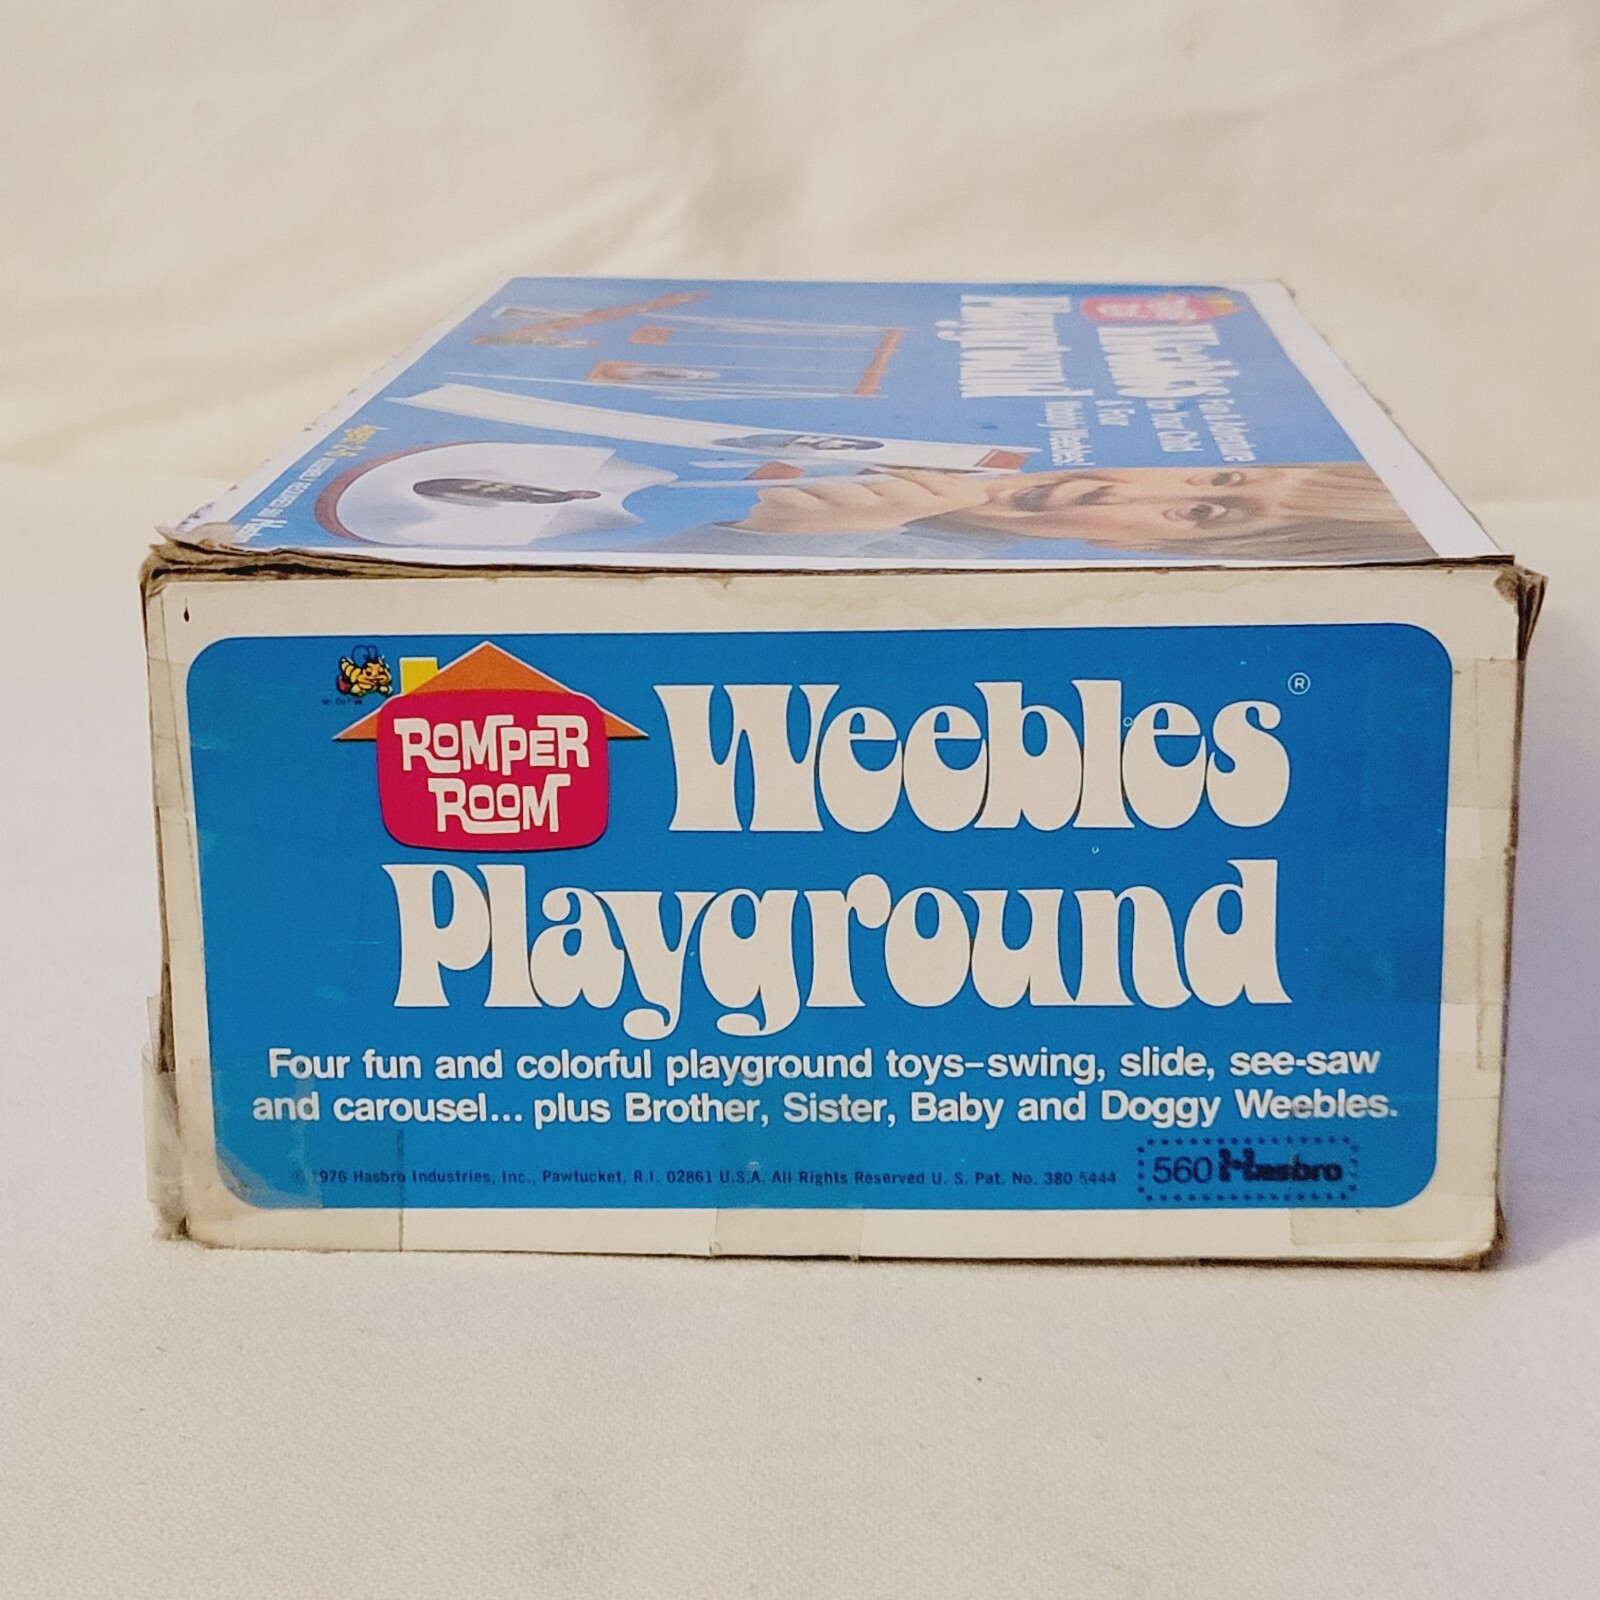 Playground
Weebles
ROMPER
ROOM
Weebles ®
Playground
Four fun and colorful playground toys–swing, slide, see-saw
and carousel... plus Brother, Sister, Baby and Doggy Weebles.
© 1976 Hasbro Industries, Inc., Pawtucket, R.I. 02861 U.S.A. All Rights Reserved U. S. Pat. No. 380 5444
560 Hasbro